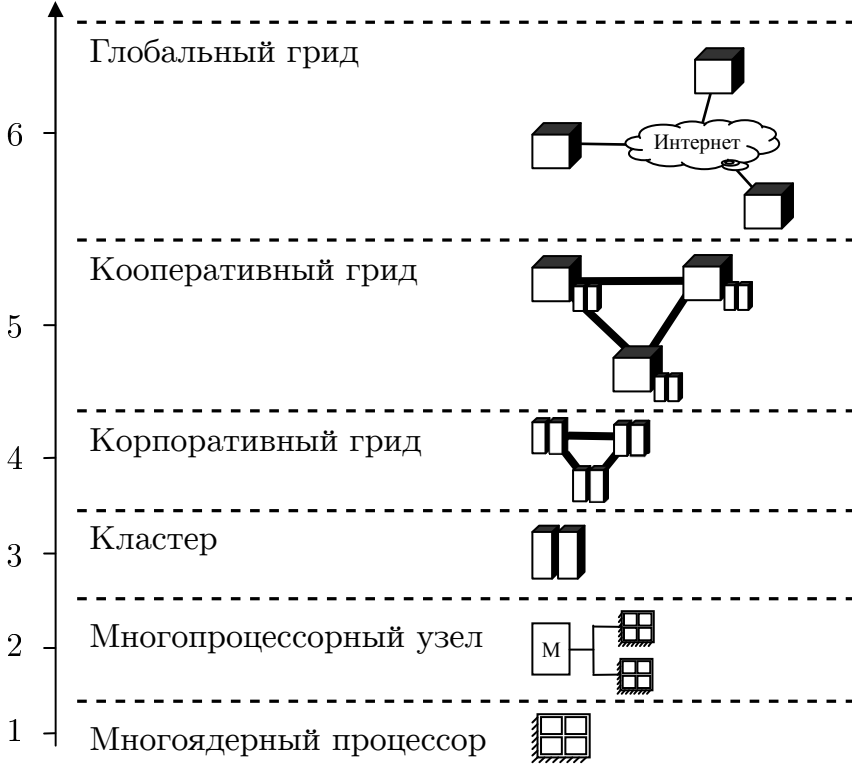 Глобальный грид
6
Интернет
Кооперативный грид
5
Корпоративный грид
4
Кластер
3
Многопроцессорный узел
2
М
1
Многоядерный процессор